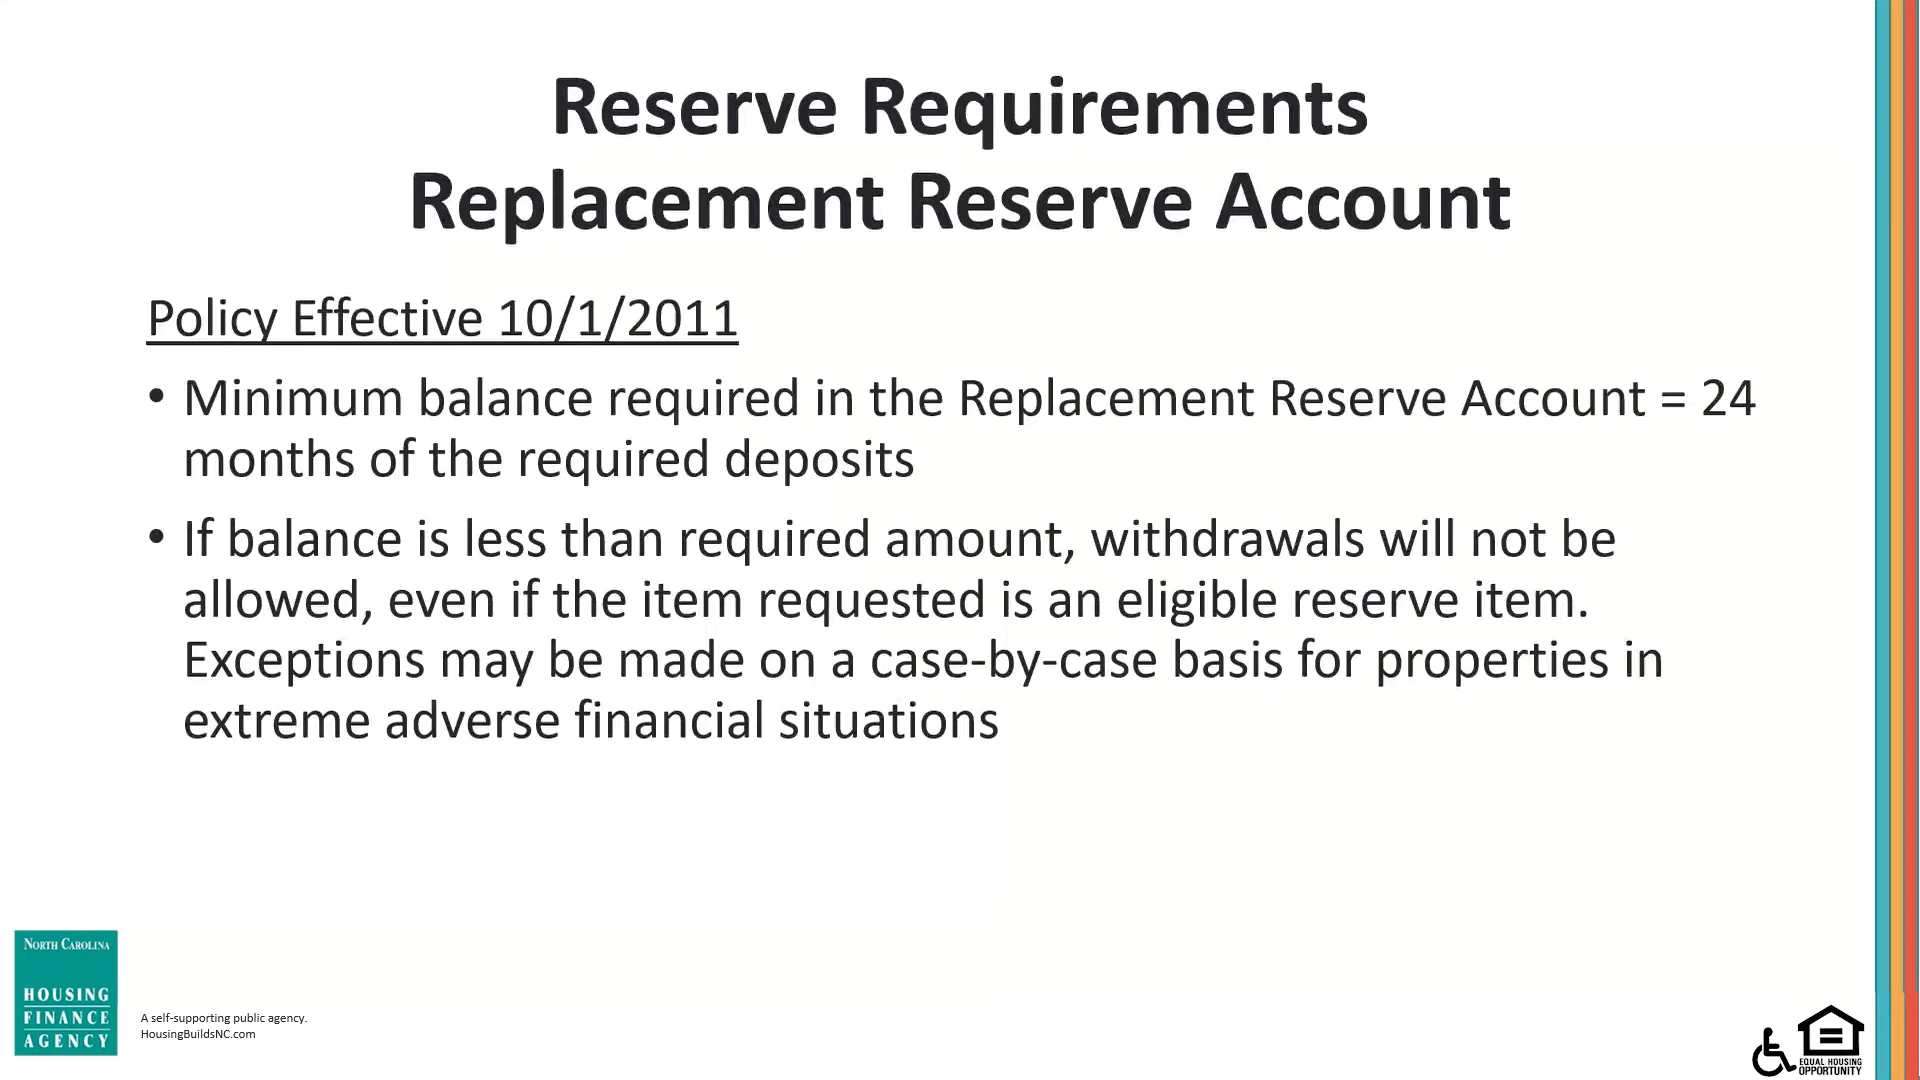 Reserve Requirements
Replacement Reserve Account
Policy Effective 10/1/2011
• Minimum balance required in the Replacement Reserve Account = 24
months of the required deposits
• If balance is less than required amount, withdrawals will not be
allowed, even if the item requested is an eligible reserve item.
Exceptions may be made on a case-by-case basis for properties in
extreme adverse financial situations
NORTH CAROLINA
HOUSING
FINANCE
AGENCY
A self-supporting public agency.
HousingBuildsNC.com
EQUAL HOUSING
OPPORTUNITY